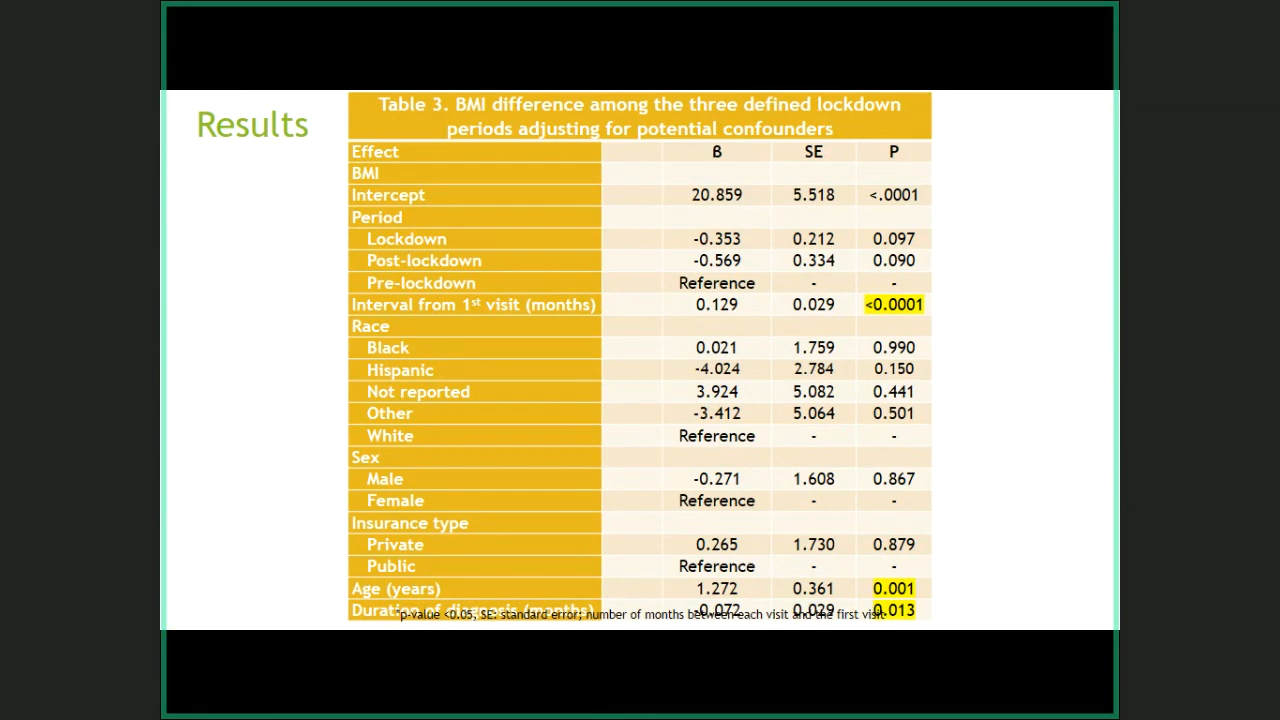 Results
Table 3. BMI difference among the three defined lockdown
periods adjusting for potential confounders
Effect B SE P
BMI
Intercept 20.859 5.518 <.0001
Period
Lockdown -0.353 0.212 0.097
Post-lockdown -0.569 0.334 0.090
Pre-lockdown Reference - -
Interval from 1st visit (months) 0.129 0.029 <0.0001
Race
Black 0.021 1.759 0.990
Hispanic -4.024 2.784 0.150
Not reported 3.924 5.082 0.441
Other -3.412 5.064 0.501
White Reference - -
Sex
Male -0.271 1.608 0.867
Female Reference - -
Insurance type
Private 0.265 1.730 0.879
Public Reference - -
Age (years) 1.272 0.361 0.001
Duration of diagnosis (months) -0.072 0.029 0.013
p-value <0.05, SE: standard error; number of months between each visit and the first visit